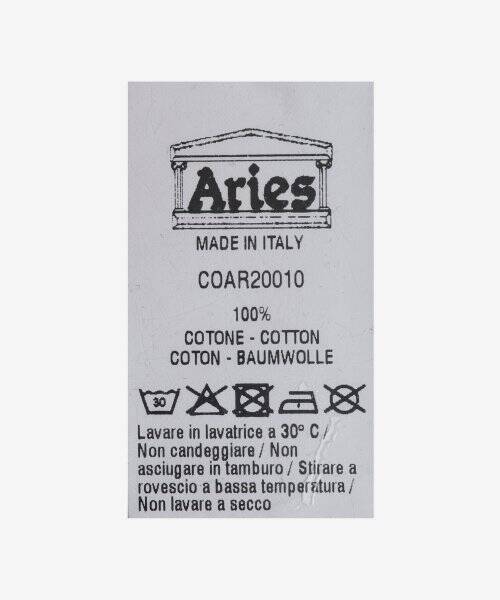 Aries
MADE IN ITALY
COAR20010
100%
COTONE - COTTON
COTON - BAUMWOLLE
30
Lavare in lavatrice a 30° C /
Non candeggiare / Non
asciugare in tamburo / Stirare a
rovescio a bassa temperatura /
Non lavare a secco